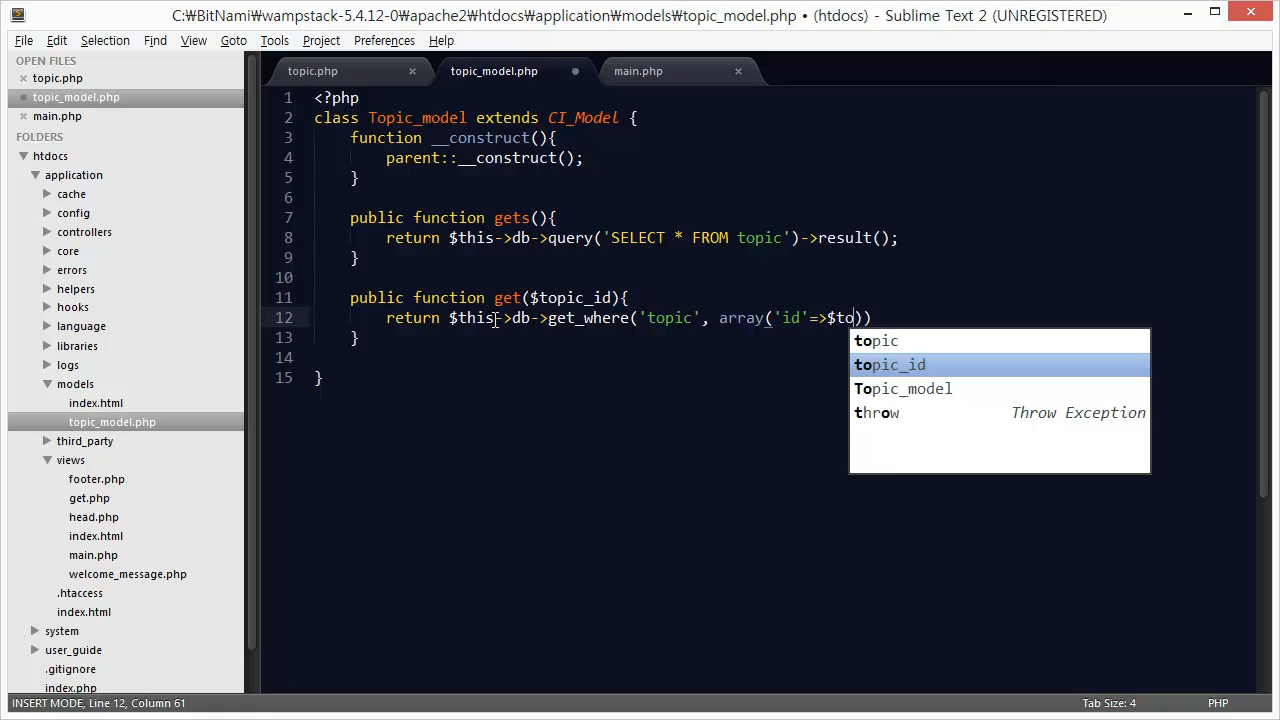 C:₩BitNami₩wampstack-5.4.12-0₩apache2₩htdocs₩application₩models₩topic_model.php • (htdocs) - Sublime Text 2 (UNREGISTERED)
File Edit Selection Find View Goto Tools Project Preferences Help
OPEN FILES
topic.php
topic_model.php
main.php
FOLDERS
htdocs
application
cache
config
controllers
core
errors
helpers
hooks
language
libraries
logs
models
index.html
topic_model.php
third_party
views
footer.php
get.php
head.php
index.html
main.php
welcome_message.php
.htaccess
index.html
system
user_guide
.gitignore
index.php
topic.php topic_model.php main.php
1 <?php
2 class Topic_model extends CI_Model {
3 function __construct(){
4 parent::__construct();
5 }
6
7 public function gets(){
8 return $this->db->query('SELECT * FROM topic')->result();
9 }
10
11 public function get($topic_id){
12 return $this->db->get_where('topic', array('id'=>$to))
13 }
14
15 }
topic
topic_id
Topic_model
throw Throw Exception
INSERT MODE, Line 12, Column 61 Tab Size: 4 PHP